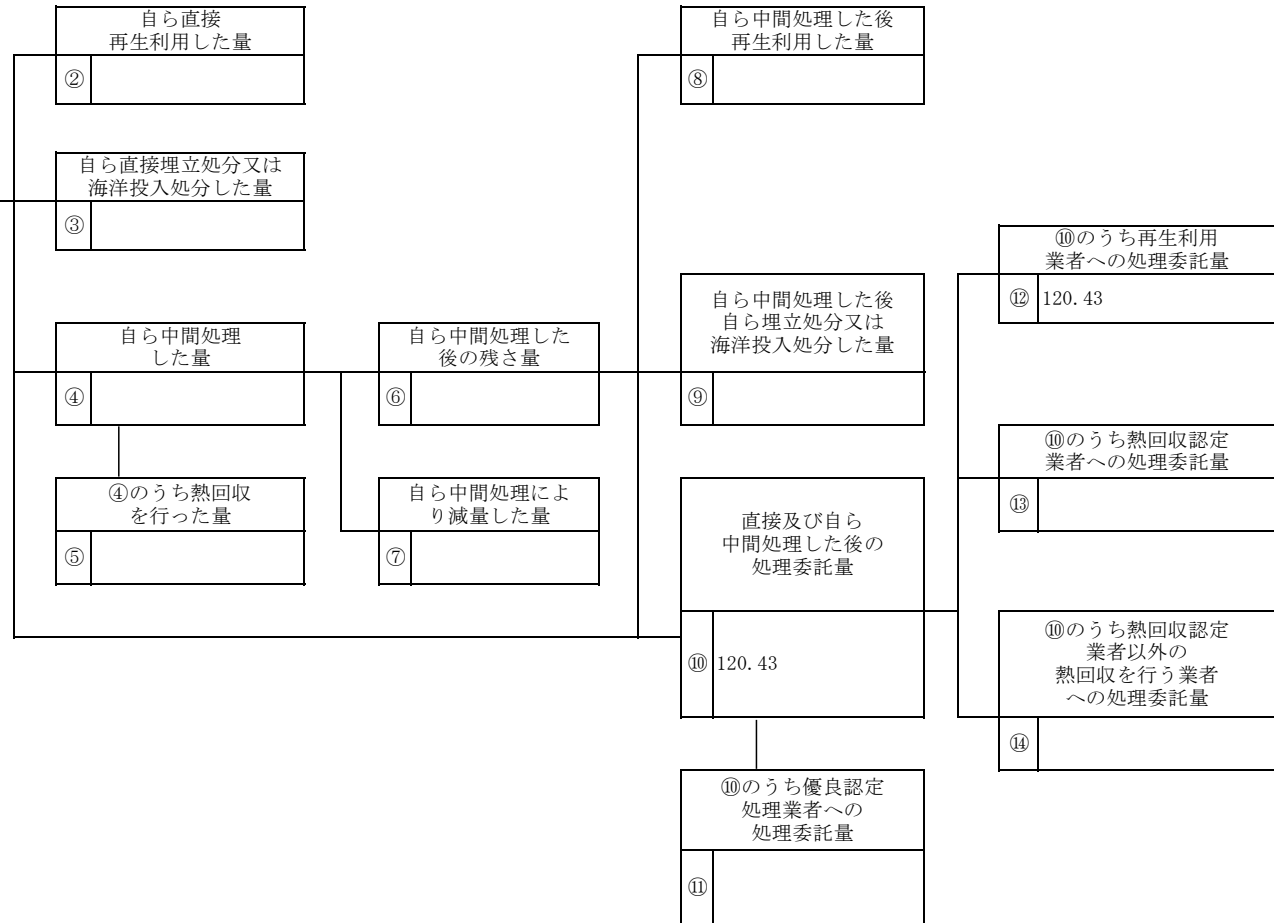 自ら直接
再生利用した量
②
自ら直接埋立処分又は
海洋投入処分した量
③
自ら中間処理
した量
④
④のうち熱回収
を行った量
⑤
自ら中間処理した
後の残さ量
⑥
自ら中間処理によ
り減量した量
⑦
自ら中間処理した後
再生利用した量
⑧
自ら中間処理した後
自ら埋立処分又は
海洋投入処分した量
⑨
直接及び自ら
中間処理した後の
処理委託量
⑩ 120.43
⑩のうち優良認定
処理業者への
処理委託量
⑪
⑩のうち再生利用
業者への処理委託量
⑫ 120.43
⑩のうち熱回収認定
業者への処理委託量
⑬
⑩のうち熱回収認定
業者以外の
熱回収を行う業者
への処理委託量
⑭